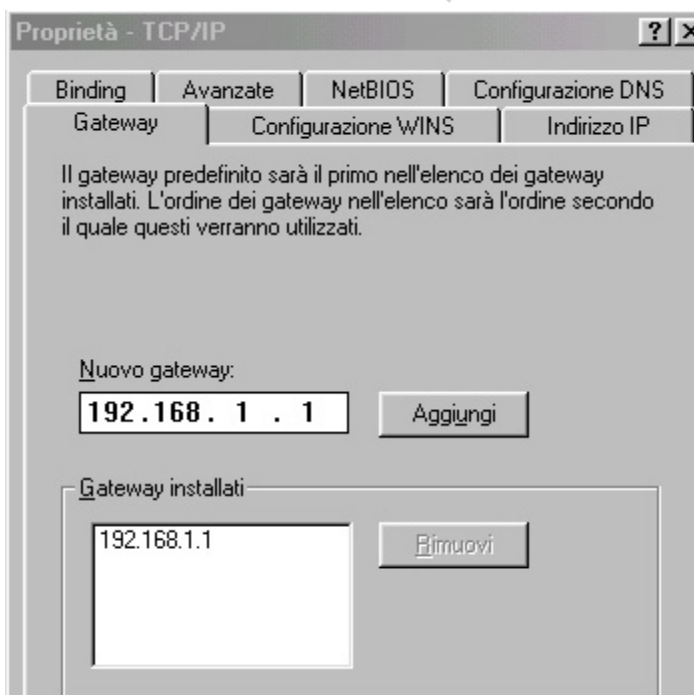 Proprietà - TCP/IP
Binding Avanzate NetBIOS Configurazione DNS
Gateway Configurazione WINS Indirizzo IP
Il gateway predefinito sarà il primo nell'elenco dei gateway
installati. L'ordine dei gateway nell'elenco sarà l'ordine secondo
il quale questi verranno utilizzati.
Nuovo gateway:
192.168. 1 . 1 Aggiungi
Gateway installati
192.168.1.1 Rimuovi